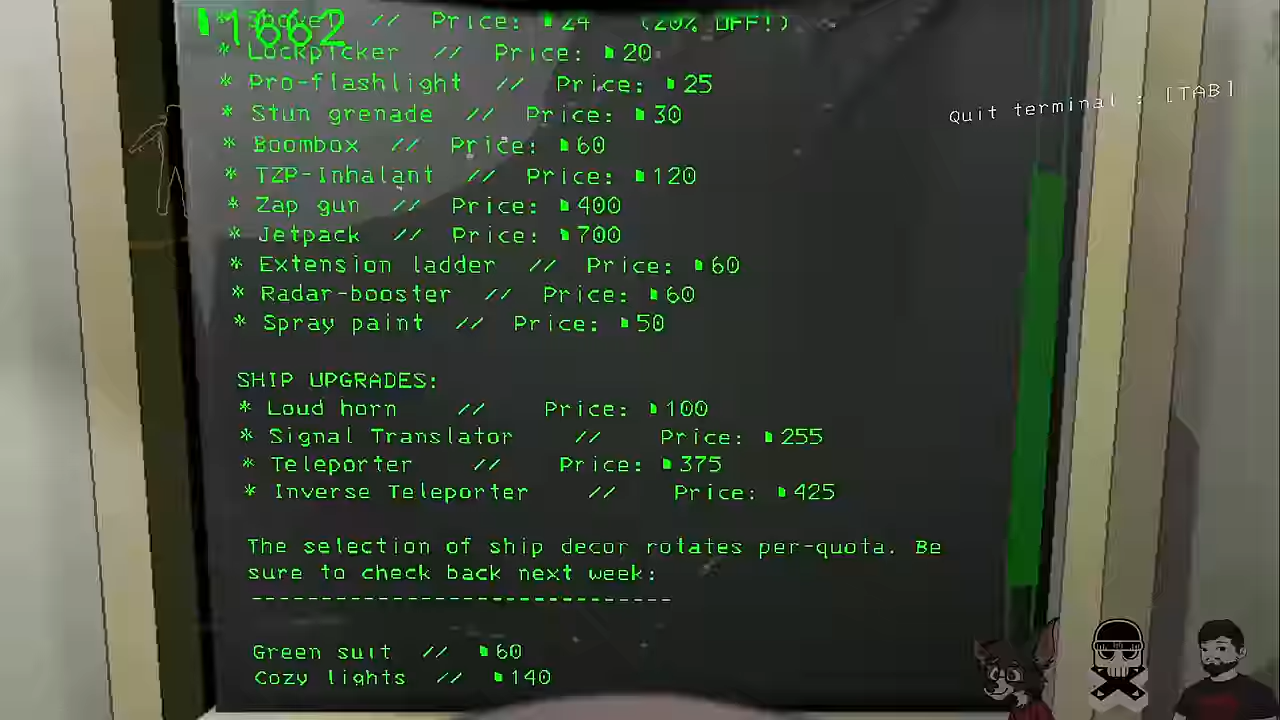 ▮1662
* Shovel // Price: ▮24 (20% OFF!)
* Lockpicker // Price: ▮20
* Pro-flashlight // Price: ▮25
* Stun grenade // Price: ▮30
* Boombox // Price: ▮60
* TZP-Inhalant // Price: ▮120
* Zap gun // Price: ▮400
* Jetpack // Price: ▮700
* Extension ladder // Price: ▮60
* Radar-booster // Price: ▮60
* Spray paint // Price: ▮50
SHIP UPGRADES:
* Loud horn // Price: ▮100
* Signal Translator // Price: ▮255
* Teleporter // Price: ▮375
* Inverse Teleporter // Price: ▮425
The selection of ship decor rotates per-quota. Be
sure to check back next week:
------------------------------
Green suit // ▮60
Cozy lights // ▮140
Quit terminal : [TAB]